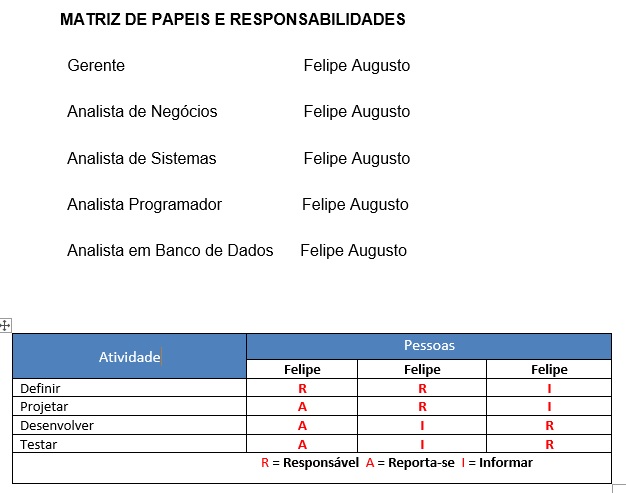 MATRIZ DE PAPEIS E RESPONSABILIDADES
Gerente Felipe Augusto
Analista de Negócios Felipe Augusto
Analista de Sistemas Felipe Augusto
Analista Programador Felipe Augusto
Analista em Banco de Dados Felipe Augusto
Atividade Pessoas
Felipe Felipe Felipe
Definir R R I
Projetar A R I
Desenvolver A I R
Testar A I R
R = Responsável A = Reporta-se I = Informar